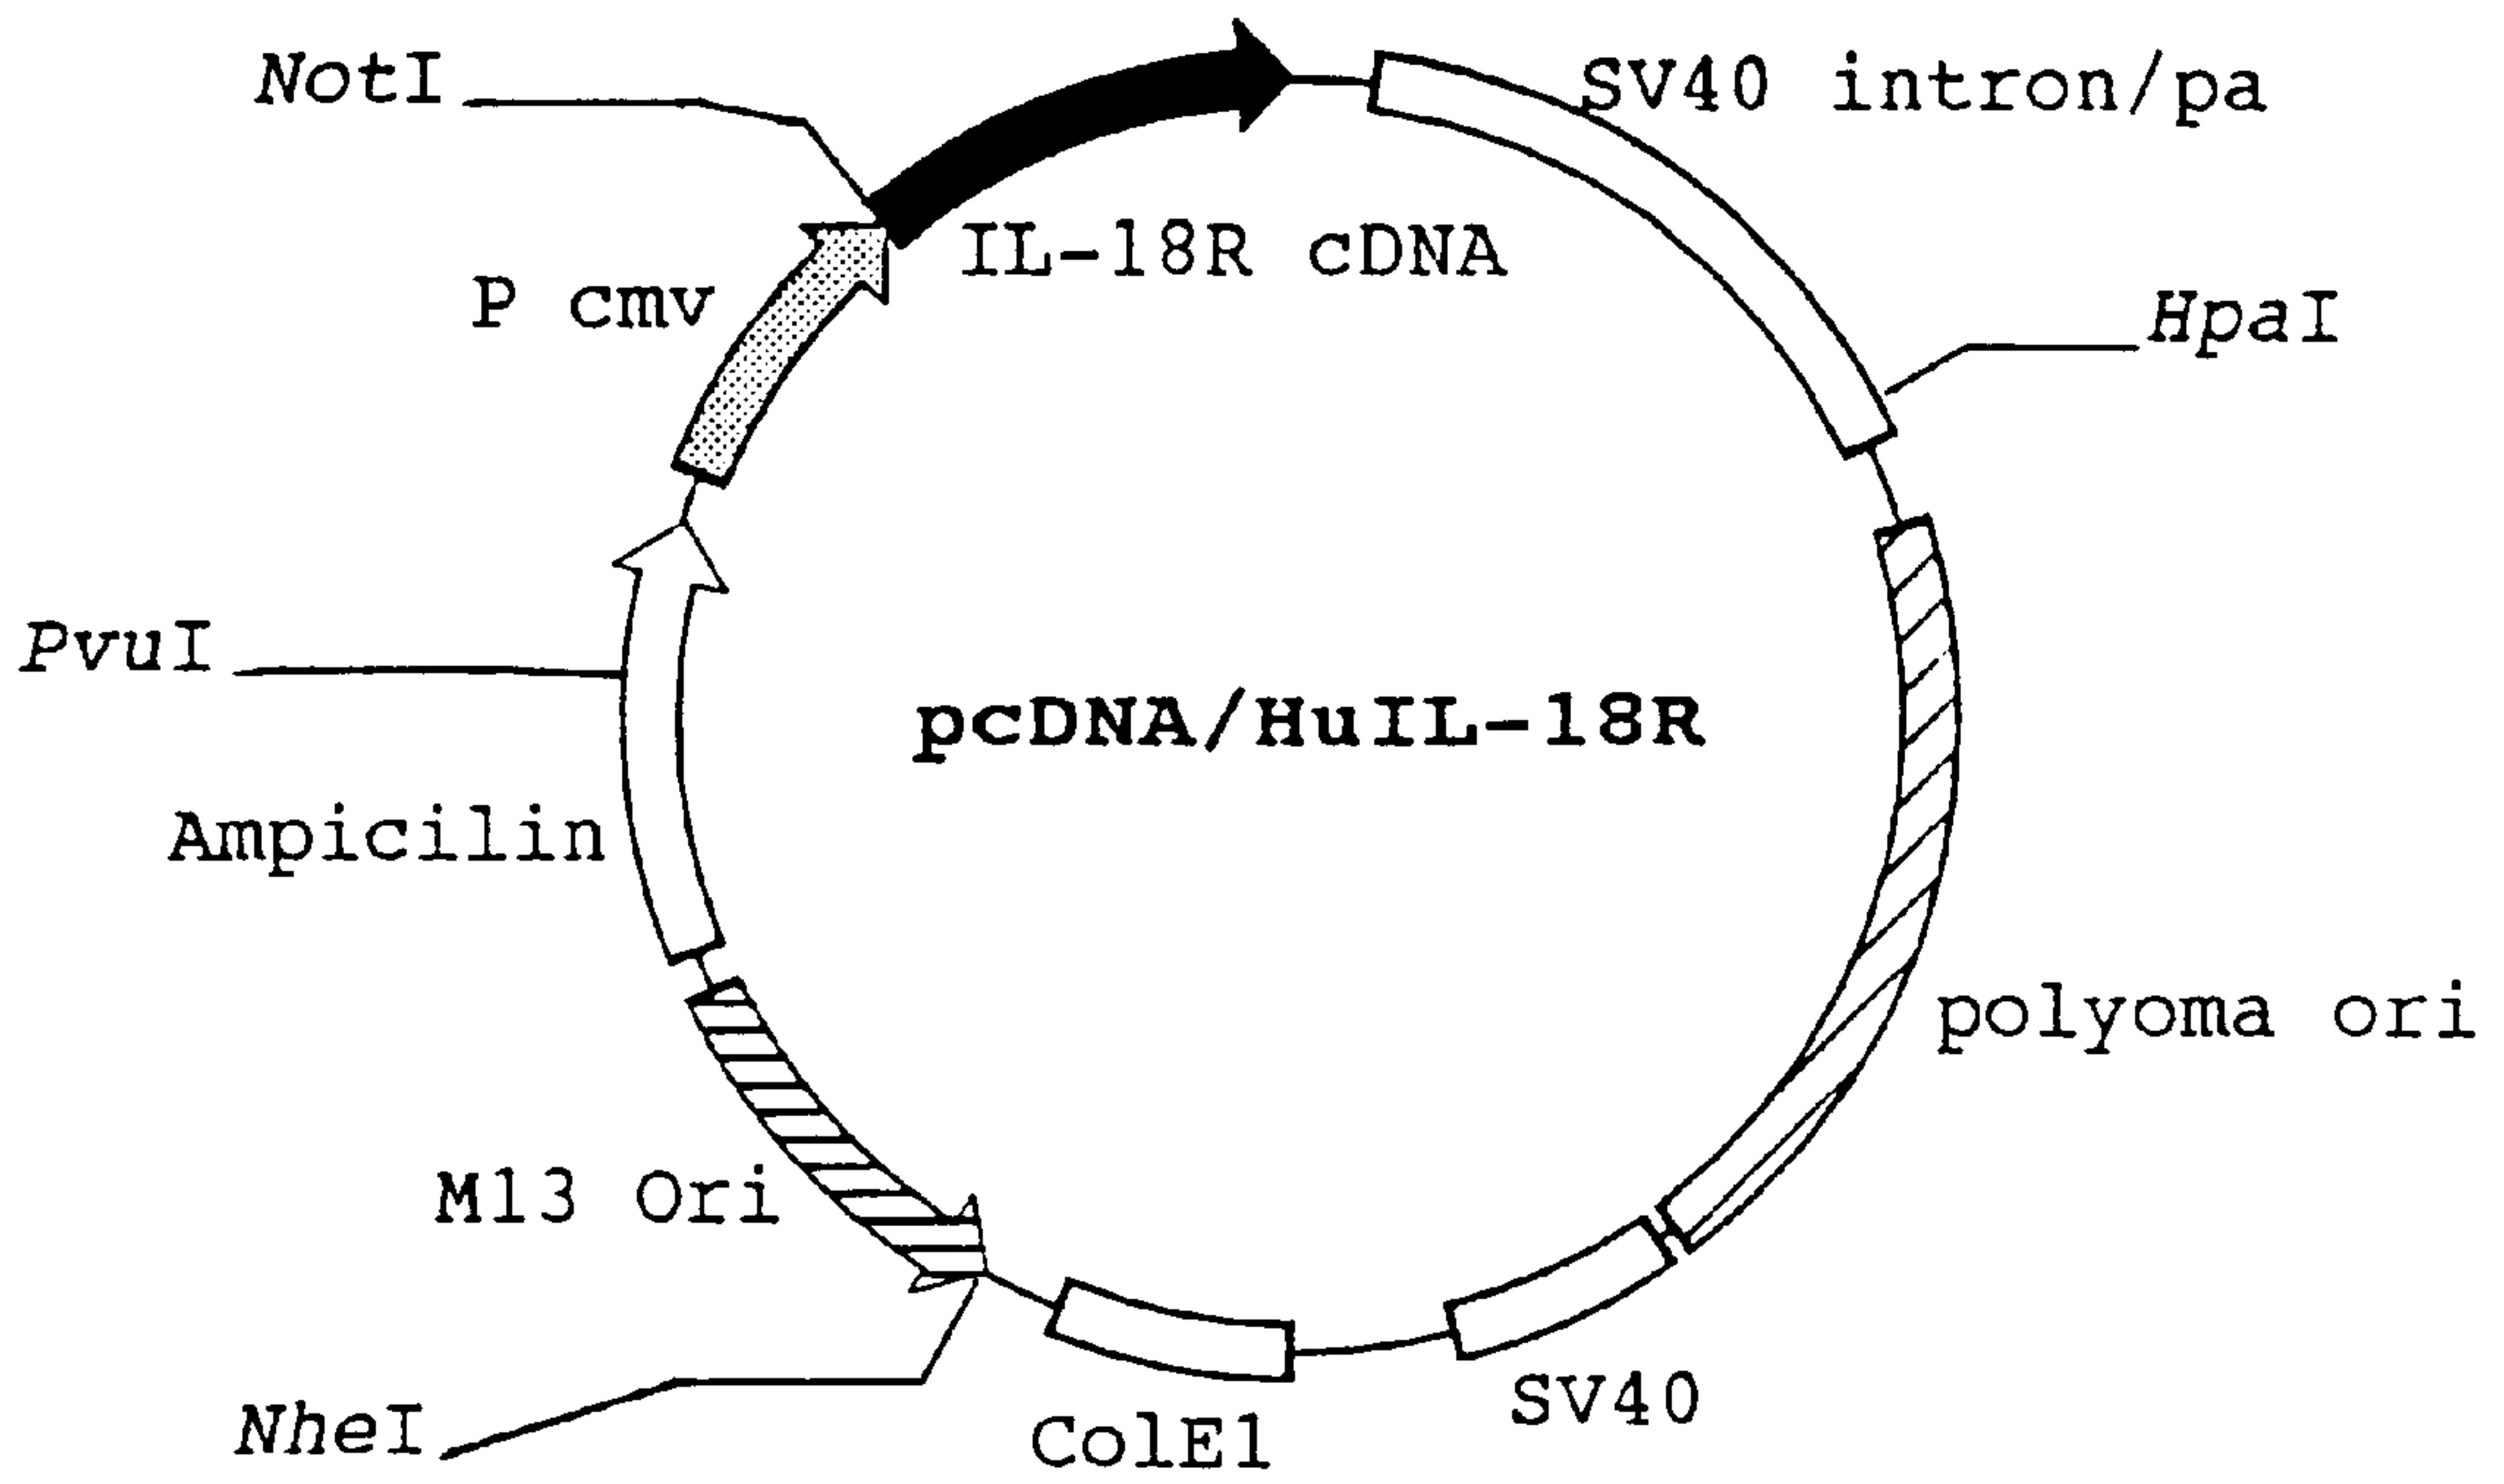 NotI
SV40 intron/pa
IL-18R cDNA
P cmv
HpaI
PvuI
pcDNA/HuIL-18R
Ampicilin
polyoma ori
M13 Ori
SV40
NheI
ColE1